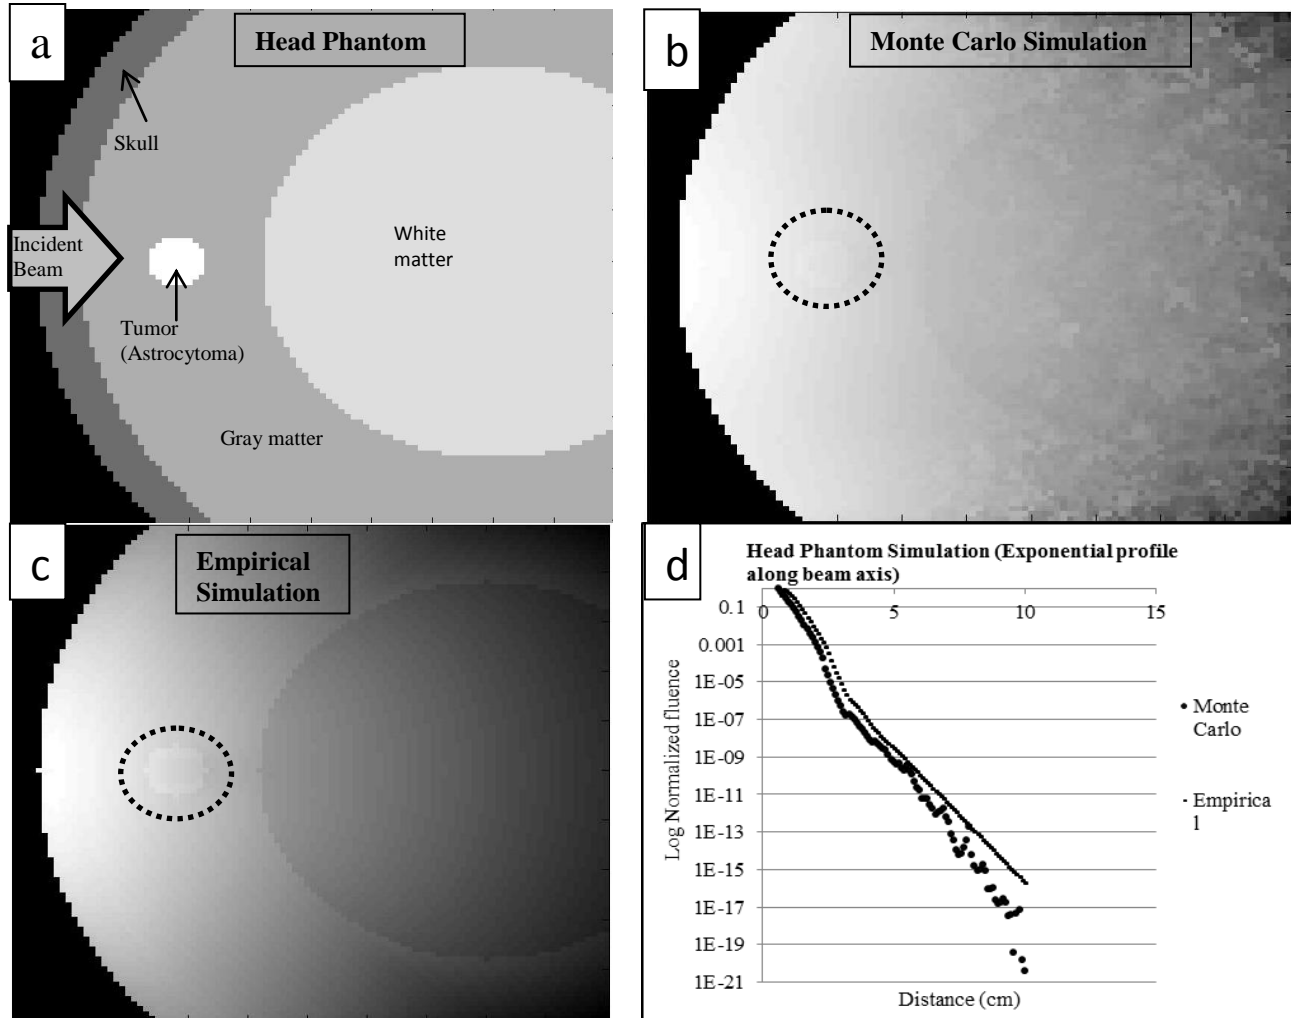 a
Head Phantom
Skull
Incident
Beam
White
matter
Tumor
(Astrocytoma)
Gray matter
b
Monte Carlo Simulation
c
Empirical
Simulation
d
Head Phantom Simulation (Exponential profile
along beam axis)
0 5 10 15
0.1
0.001
1E-05
1E-07
1E-09
1E-11
1E-13
1E-15
1E-17
1E-19
1E-21
Log Normalized fluence
Distance (cm)
Monte
Carlo
Empirica
l